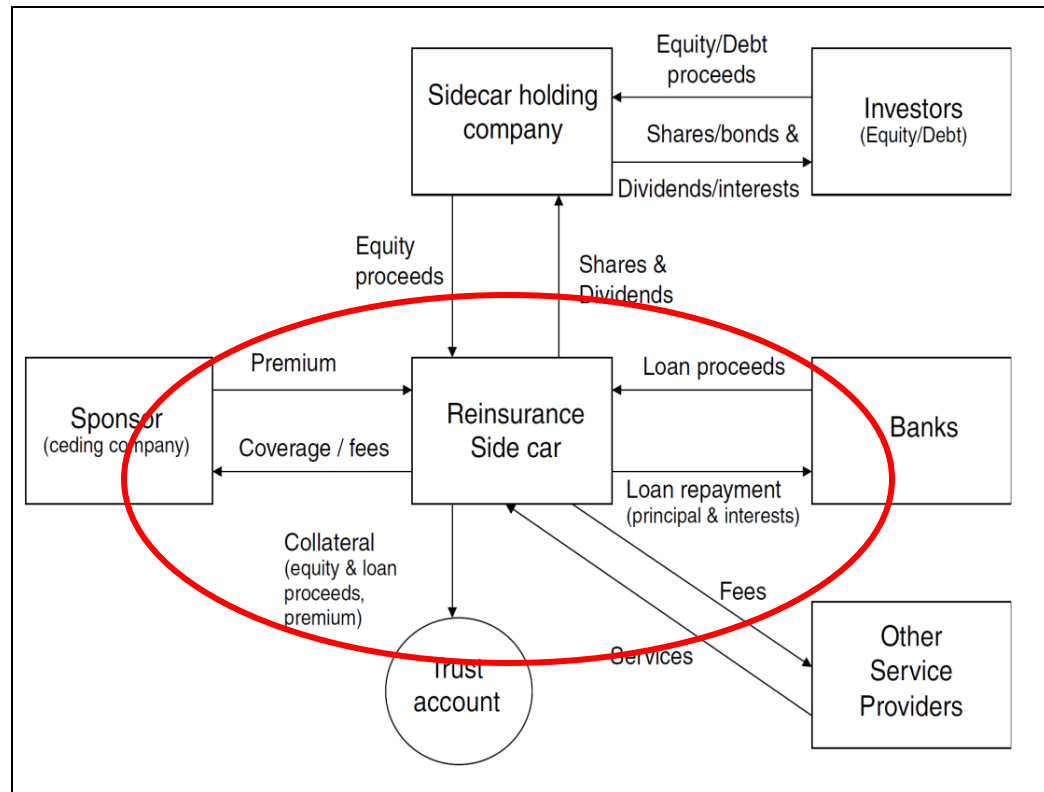 Equity/Debt
proceeds
Sidecar holding
company
Investors
(Equity/Debt)
Shares/bonds &
Dividends/interests
Equity
proceeds
Shares &
Dividends
Premium
Loan proceeds
Sponsor
(ceding company)
Reinsurance
Side car
Banks
Coverage / fees
Loan repayment
(principal & interests)
Collateral
(equity & loan
proceeds,
premium)
Fees
Services
Other
Service
Providers
Trust
account